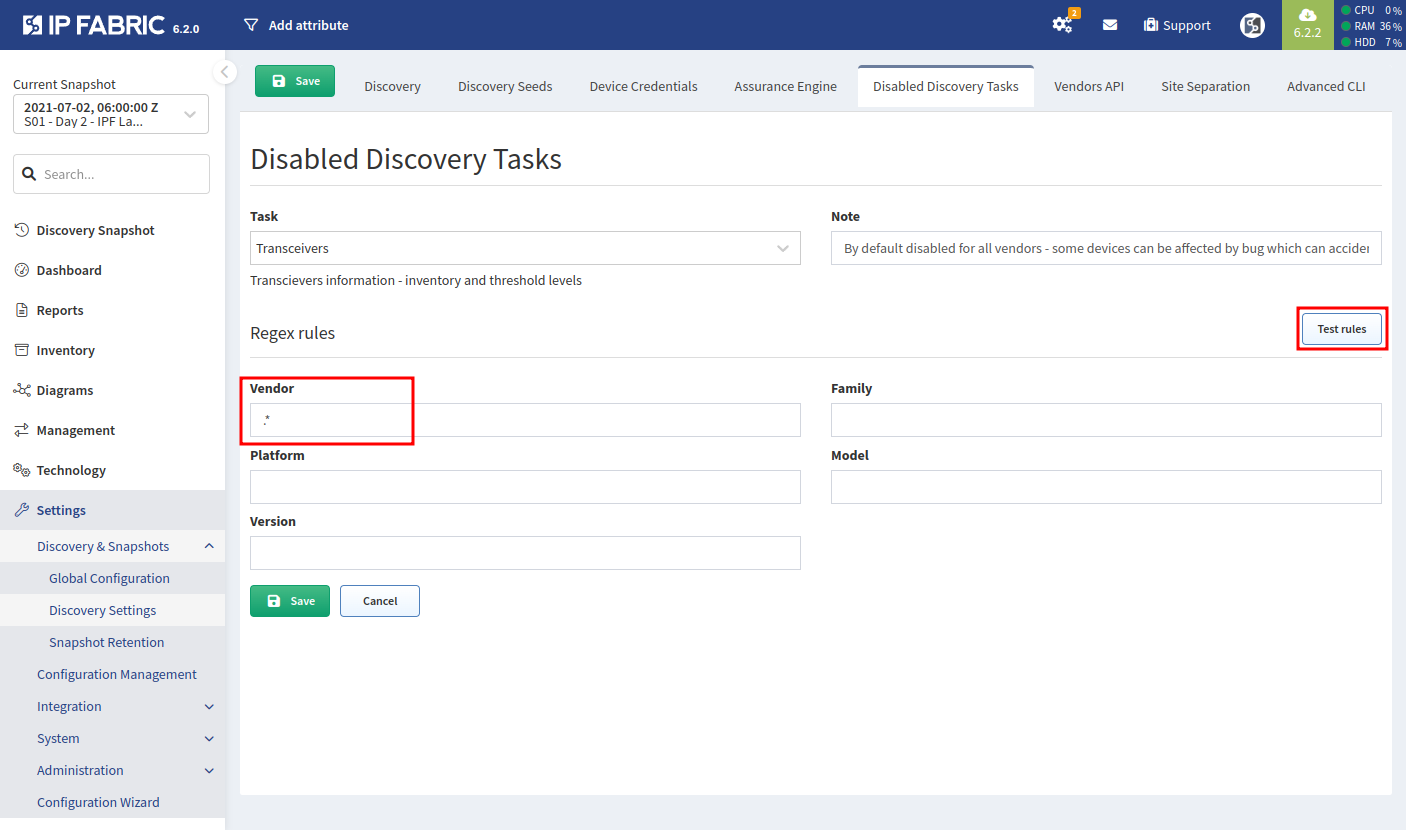 IP FABRIC 6.2.0
Add attribute
2
Support
6.2.2
CPU 0 %
RAM 36 %
HDD 7 %
Current Snapshot
2021-07-02, 06:00:00 Z
S01 - Day 2 - IPF La...
Search...
Discovery Snapshot
Dashboard
Reports
Inventory
Diagrams
Management
Technology
Settings
Discovery & Snapshots
Global Configuration
Discovery Settings
Snapshot Retention
Configuration Management
Integration
System
Administration
Configuration Wizard
Save
Discovery
Discovery Seeds
Device Credentials
Assurance Engine
Disabled Discovery Tasks
Vendors API
Site Separation
Advanced CLI
Disabled Discovery Tasks
Task
Transceivers
Transcievers information - inventory and threshold levels
Note
By default disabled for all vendors - some devices can be affected by bug which can acciden
Regex rules
Test rules
Vendor
.*
Family
Platform
Model
Version
Save
Cancel